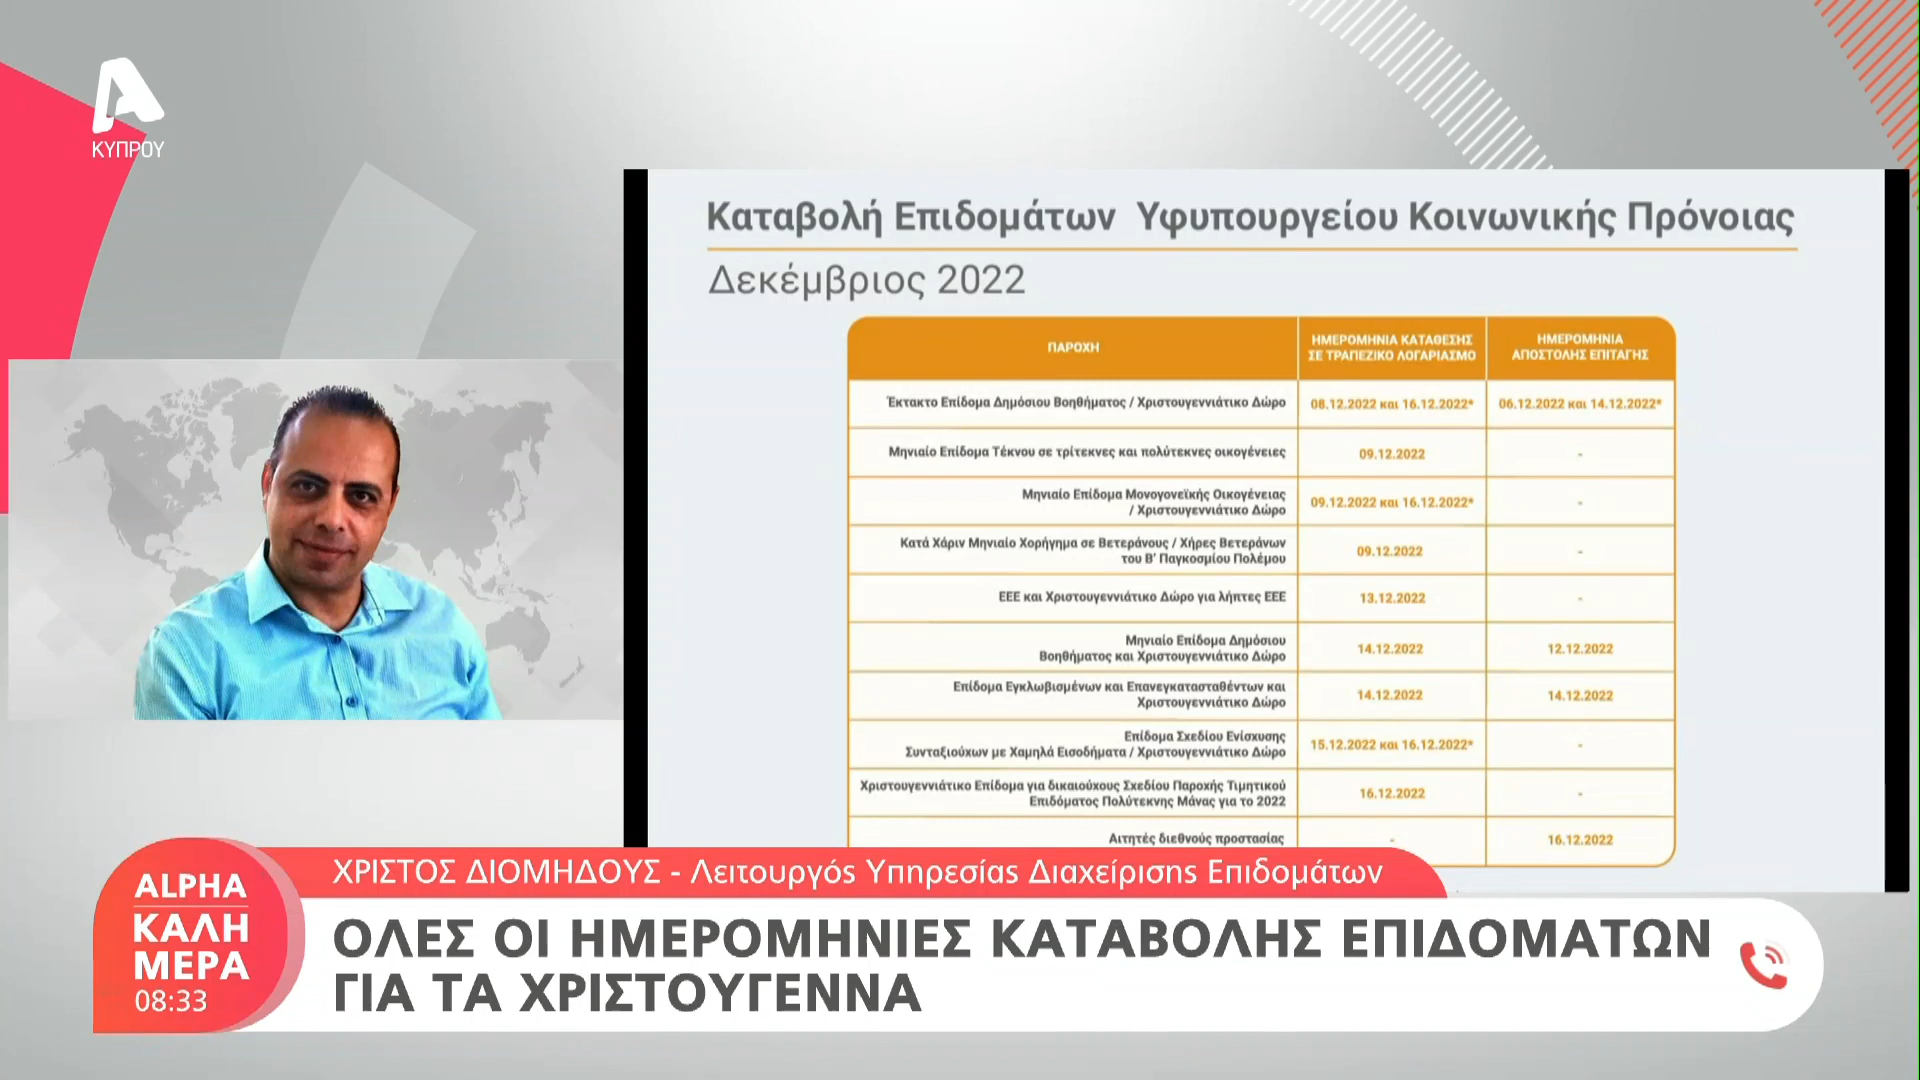 ΚΥΠΡΟΥ
Καταβολή Επιδομάτων Υφυπουργείου Κοινωνικής Πρόνοιας
Δεκέμβριος 2022
ΠΑΡΟΧΗ
ΗΜΕΡΟΜΗΝΙΑ ΚΑΤΑΘΕΣΗΣ
ΣΕ ΤΡΑΠΕΖΙΚΟ ΛΟΓΑΡΙΑΣΜΟ
ΗΜΕΡΟΜΗΝΙΑ
ΑΠΟΣΤΟΛΗΣ ΕΠΙΤΑΓΗΣ
Έκτακτο Επίδομα Δημόσιου Βοηθήματος / Χριστουγεννιάτικο Δώρο
08.12.2022 και 16.12.2022*
06.12.2022 και 14.12.2022*
Μηνιαίο Επίδομα Τέκνου σε τρίτεκνες και πολύτεκνες οικογένειες
09.12.2022
-
Μηνιαίο Επίδομα Μονογονεϊκής Οικογένειας
/ Χριστουγεννιάτικο Δώρο
09.12.2022 και 16.12.2022*
-
Κατά Χάριν Μηνιαίο Χορήγημα σε Βετεράνους / Χήρες Βετεράνων
του Β' Παγκοσμίου Πολέμου
09.12.2022
-
ΕΕΕ και Χριστουγεννιάτικο Δώρο για λήπτες ΕΕΕ
13.12.2022
-
Μηνιαίο Επίδομα Δημόσιου
Βοηθήματος και Χριστουγεννιάτικο Δώρο
14.12.2022
12.12.2022
Επίδομα Εγκλωβισμένων και Επανεγκατασταθέντων και
Χριστουγεννιάτικο Δώρο
14.12.2022
14.12.2022
Επίδομα Σχεδίου Ενίσχυσης
Συνταξιούχων με Χαμηλά Εισοδήματα / Χριστουγεννιάτικο Δώρο
15.12.2022 και 16.12.2022*
-
Χριστουγεννιάτικο Επίδομα για δικαιούχους Σχεδίου Παροχής Τιμητικού
Επιδόματος Πολύτεκνης Μάνας για το 2022
16.12.2022
-
Αιτητές διεθνούς προστασίας
-
16.12.2022
ΧΡΙΣΤΟΣ ΔΙΟΜΗΔΟΥΣ - Λειτουργός Υπηρεσίας Διαχείρισης Επιδομάτων
ALPHA
ΚΑΛΗ
ΜΕΡΑ
08:33
ΟΛΕΣ ΟΙ ΗΜΕΡΟΜΗΝΙΕΣ ΚΑΤΑΒΟΛΗΣ ΕΠΙΔΟΜΑΤΩΝ
ΓΙΑ ΤΑ ΧΡΙΣΤΟΥΓΕΝΝΑ